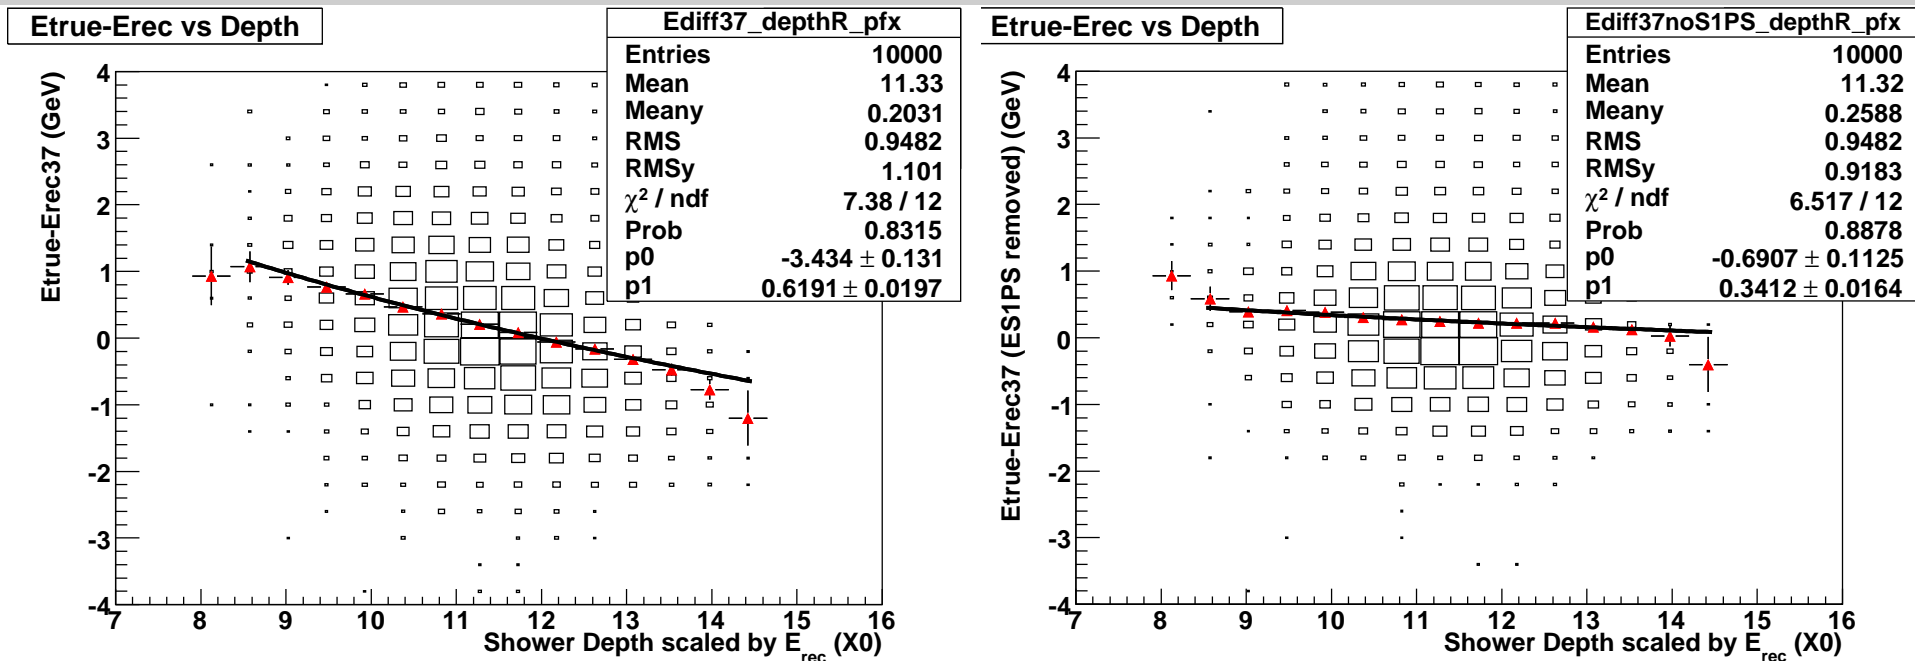 Etrue-Erec vs Depth
Ediff37_depthR_pfx
Entries 10000
Mean 11.33
Meany 0.2031
RMS 0.9482
RMSy 1.101
χ² / ndf 7.38 / 12
Prob 0.8315
p0 -3.434 ± 0.131
p1 0.6191 ± 0.0197
Etrue-Erec37 (GeV)
4
3
2
1
0
-1
-2
-3
-4
7 8 9 10 11 12 13 14 15 16
Shower Depth scaled by E_rec (X0)
Etrue-Erec vs Depth
Ediff37noS1PS_depthR_pfx
Entries 10000
Mean 11.32
Meany 0.2588
RMS 0.9482
RMSy 0.9183
χ² / ndf 6.517 / 12
Prob 0.8878
p0 -0.6907 ± 0.1125
p1 0.3412 ± 0.0164
Etrue-Erec37 (ES1PS removed) (GeV)
4
3
2
1
0
-1
-2
-3
-4
7 8 9 10 11 12 13 14 15 16
Shower Depth scaled by E_rec (X0)